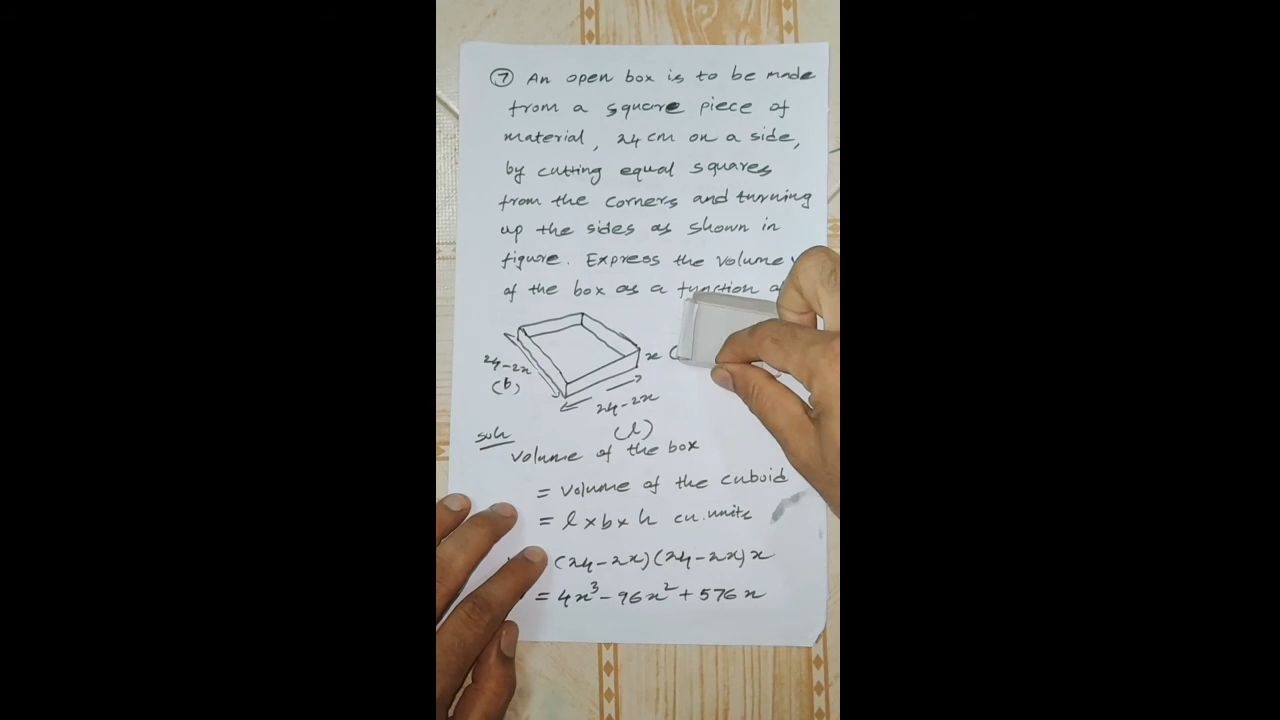 ⑦ An open box is to be made
from a square piece of
material, 24 cm on a side,
by cutting equal squares
from the corners and turning
up the sides as shown in
figure. Express the volume
of the box as a function
24-2x
(b)
x
24-2x
(l)
soln
Volume of the box
= Volume of the cuboid
= l × b × h cu. units
(24-2x)(24-2x)x
= 4x³ - 96x² + 576x